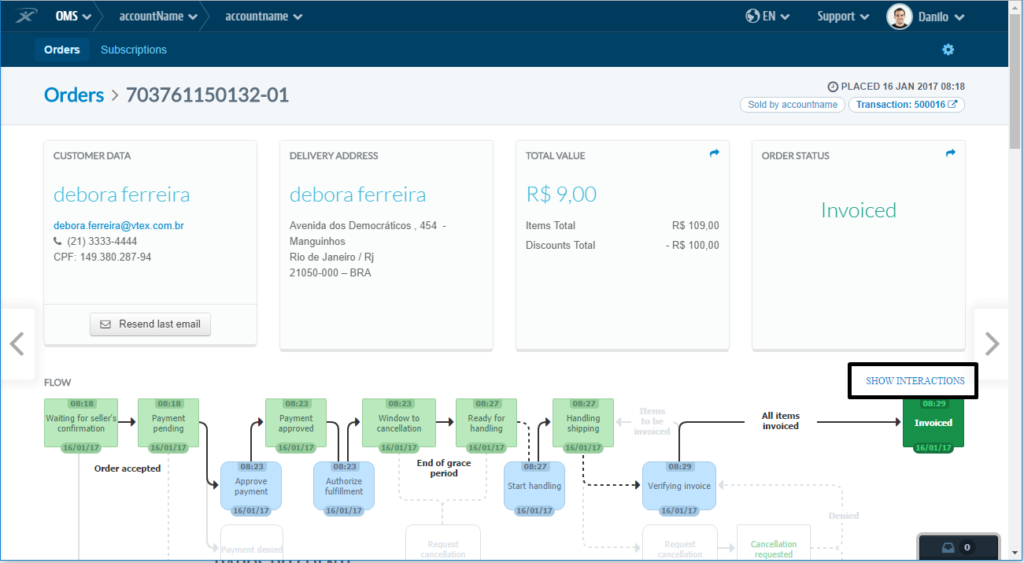 OMS
accountName
accountname
EN
Support
Danilo
Orders
Subscriptions
Orders > 703761150132-01
PLACED 16 JAN 2017 08:18
Sold by accountname
Transaction: 500016
CUSTOMER DATA
debora ferreira
debora.ferreira@vtex.com.br
(21) 3333-4444
CPF: 149.380.287-94
Resend last email
DELIVERY ADDRESS
debora ferreira
Avenida dos Democráticos , 454 -
Manguinhos
Rio de Janeiro / Rj
21050-000 – BRA
TOTAL VALUE
R$ 9,00
Items Total R$ 109,00
Discounts Total - R$ 100,00
ORDER STATUS
Invoiced
FLOW
SHOW INTERACTIONS
08:18
Waiting for seller's
confirmation
16/01/17
08:18
Payment
pending
16/01/17
08:23
Payment
approved
16/01/17
08:23
Window to
cancellation
16/01/17
08:27
Ready for
handling
16/01/17
08:27
Handling
shipping
16/01/17
Items
to be
invoiced
All items
invoiced
08:29
Invoiced
16/01/17
Order accepted
08:23
Approve
payment
16/01/17
08:23
Authorize
fulfillment
16/01/17
End of grace
period
08:27
Start handling
16/01/17
08:29
Verifying invoice
16/01/17
Denied
Payment denied
Request
cancellation
Request
cancellation
Cancellation
requested
0